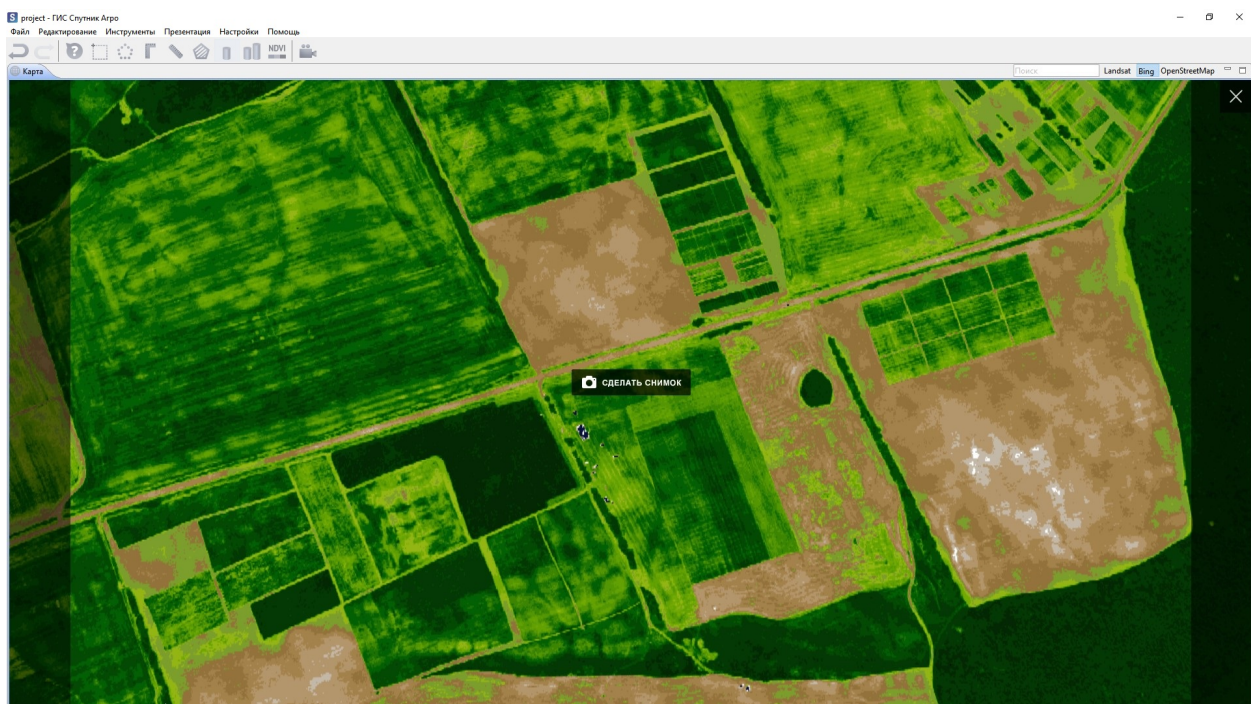 S project - ГИС Спутник Агро
Файл Редактирование Инструменты Презентация Настройки Помощь
NDVI
Карта Поиск Landsat Bing OpenStreetMap
СДЕЛАТЬ СНИМОК